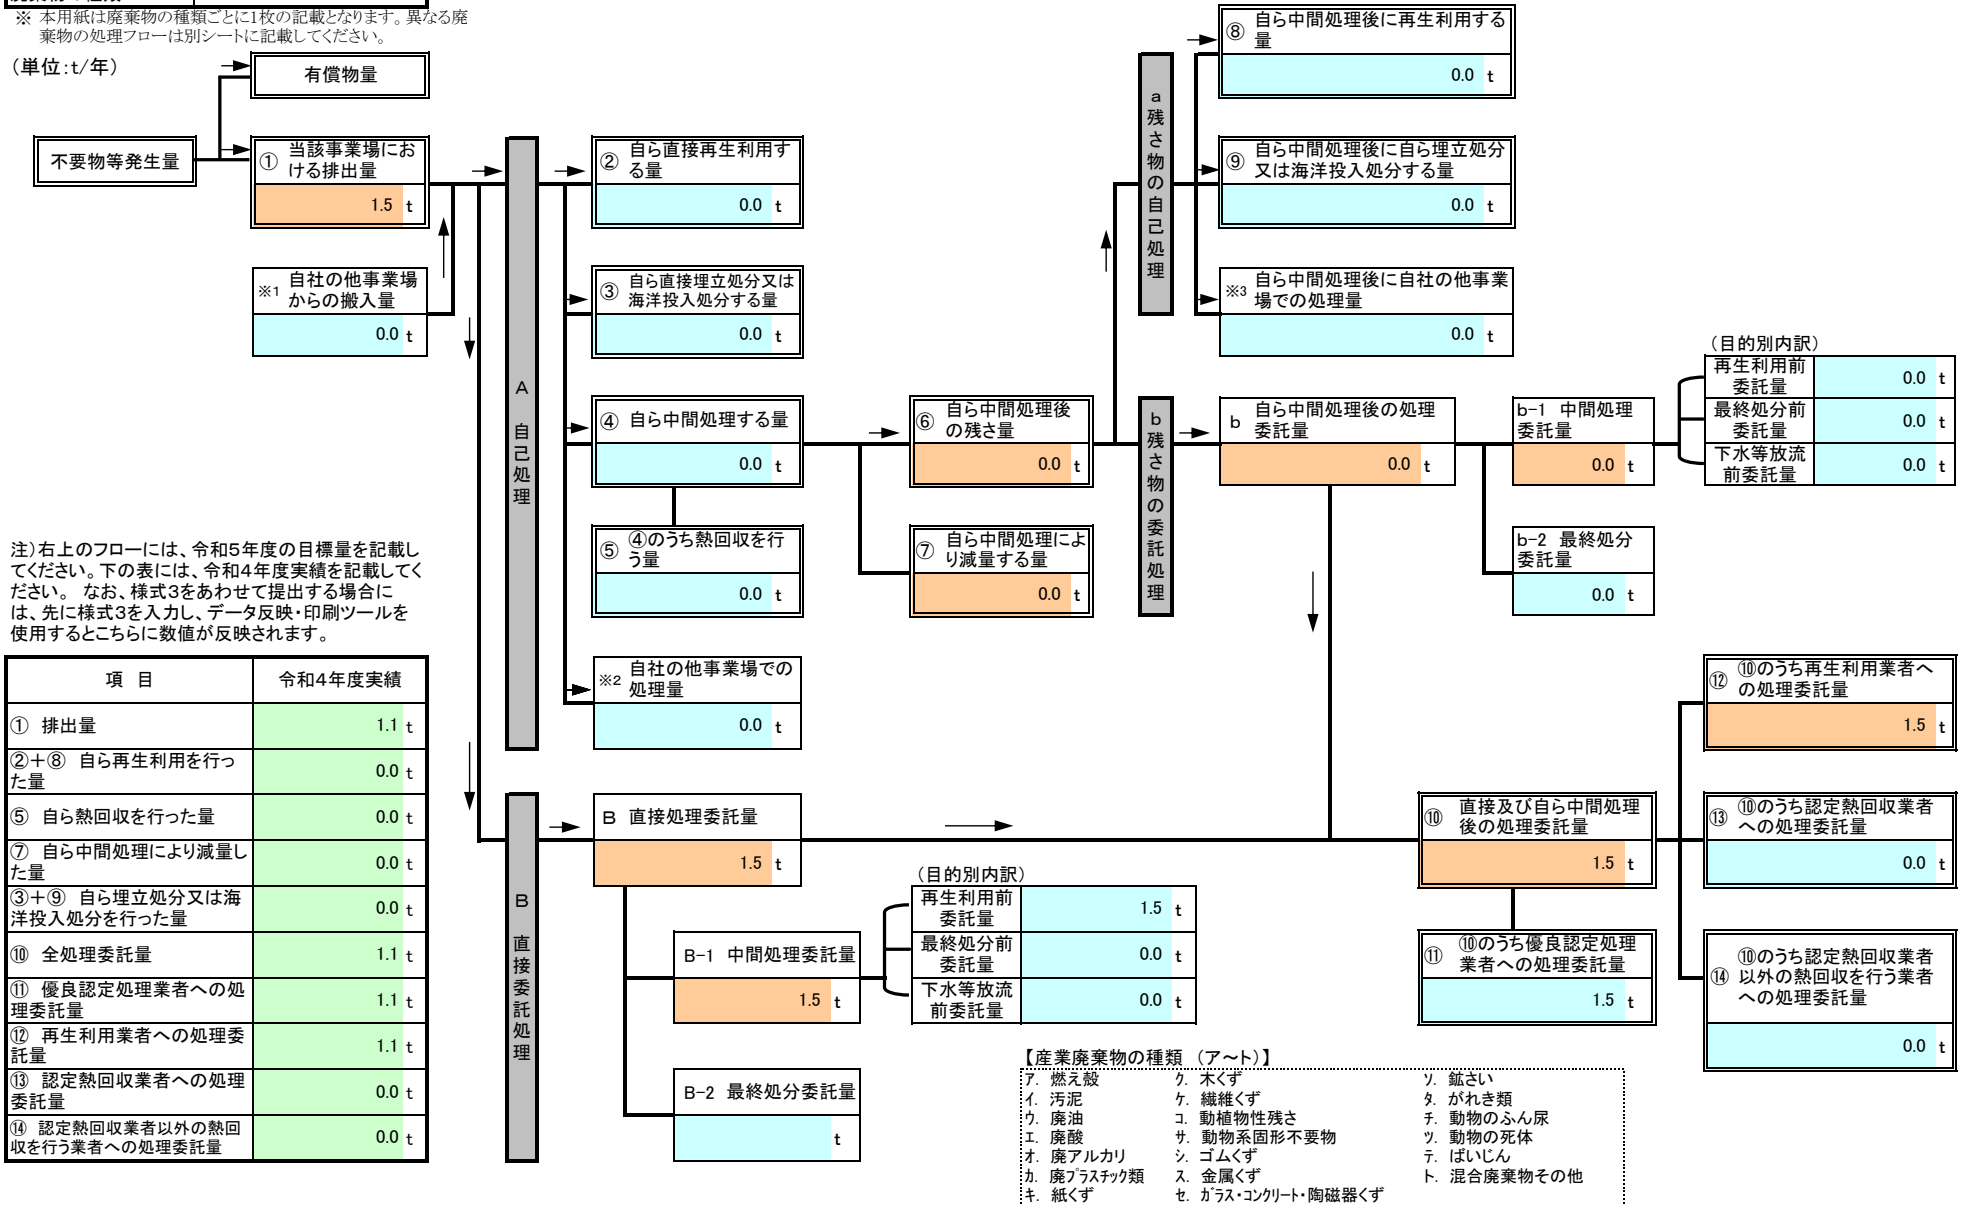 ※ 本用紙は廃棄物の種類ごとに1枚の記載となります。異なる廃
棄物の処理フローは別シートに記載してください。
（単位:t/年）
有償物量
不要物等発生量
① 当該事業場にお
ける排出量
1.5 t
※1 自社の他事業場
からの搬入量
0.0 t
A 自己処理
② 自ら直接再生利用す
る量
0.0 t
③ 自ら直接埋立処分又は
海洋投入処分する量
0.0 t
④ 自ら中間処理する量
0.0 t
⑤ ④のうち熱回収を行
う量
0.0 t
※2 自社の他事業場での
処理量
0.0 t
⑥ 自ら中間処理後
の残さ量
0.0 t
⑦ 自ら中間処理によ
り減量する量
0.0 t
a 残さ物の自己処理
⑧ 自ら中間処理後に再生利用する
量
0.0 t
⑨ 自ら中間処理後に自ら埋立処分
又は海洋投入処分する量
0.0 t
※3 自ら中間処理後に自社の他事業
場での処理量
0.0 t
b 残さ物の委託処理
b 自ら中間処理後の処理
委託量
0.0 t
b-1 中間処理
委託量
0.0 t
（目的別内訳）
再生利用前
委託量
0.0 t
最終処分前
委託量
0.0 t
下水等放流
前委託量
0.0 t
b-2 最終処分
委託量
0.0 t
注）右上のフローには、令和5年度の目標量を記載し
てください。下の表には、令和4年度実績を記載してく
ださい。 なお、様式3をあわせて提出する場合に
は、先に様式3を入力し、データ反映・印刷ツールを
使用するとこちらに数値が反映されます。
項 目 令和4年度実績
① 排出量 1.1 t
②＋⑧ 自ら再生利用を行っ
た量 0.0 t
⑤ 自ら熱回収を行った量 0.0 t
⑦ 自ら中間処理により減量し
た量 0.0 t
③＋⑨ 自ら埋立処分又は海
洋投入処分を行った量 0.0 t
⑩ 全処理委託量 1.1 t
⑪ 優良認定処理業者への処
理委託量 1.1 t
⑫ 再生利用業者への処理委
託量 1.1 t
⑬ 認定熱回収業者への処理
委託量 0.0 t
⑭ 認定熱回収業者以外の熱回
収を行う業者への処理委託量 0.0 t
B 直接委託処理
B 直接処理委託量
1.5 t
B-1 中間処理委託量
1.5 t
B-2 最終処分委託量
t
（目的別内訳）
再生利用前
委託量
1.5 t
最終処分前
委託量
0.0 t
下水等放流
前委託量
0.0 t
⑩ 直接及び自ら中間処理
後の処理委託量
1.5 t
⑪ ⑩のうち優良認定処理
業者への処理委託量
1.5 t
⑫ ⑩のうち再生利用業者へ
の処理委託量
1.5 t
⑬ ⑩のうち認定熱回収業者
への処理委託量
0.0 t
⑭ ⑩のうち認定熱回収業者
以外の熱回収を行う業者
への処理委託量
0.0 t
【産業廃棄物の種類 （ア～ト）】
ア. 燃え殻 ク. 木くず ソ. 鉱さい
イ. 汚泥 ケ. 繊維くず タ. がれき類
ウ. 廃油 コ. 動植物性残さ チ. 動物のふん尿
エ. 廃酸 サ. 動物系固形不要物 ツ. 動物の死体
オ. 廃アルカリ シ. ゴムくず テ. ばいじん
カ. 廃プラスチック類 ス. 金属くず ト. 混合廃棄物その他
キ. 紙くず セ. ガラス・コンクリート・陶磁器くず